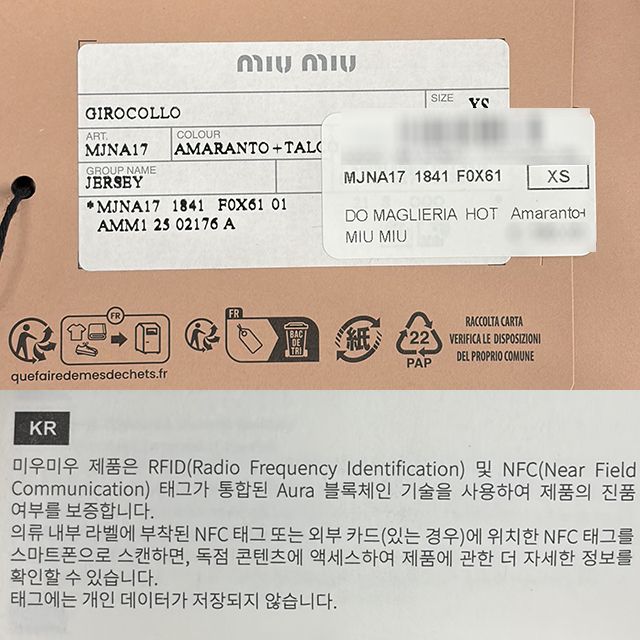 miu miu
GIROCOLLO
SIZE
XS
ART.
MJNA17
COLOUR
AMARANTO+TALC
GROUP NAME
JERSEY
*MJNA17 1841 F0X61 01
AMM1 25 02176 A
MJNA17 1841 F0X61
XS
DO MAGLIERIA HOT Amaranto+
MIU MIU
FR
FR
BAC
DE
TRI
quefairedemesdechets.fr
紙
22
PAP
RACCOLTA CARTA
VERIFICA LE DISPOSIZIONI
DEL PROPRIO COMUNE
KR
미우미우 제품은 RFID(Radio Frequency Identification) 및 NFC(Near Field
Communication) 태그가 통합된 Aura 블록체인 기술을 사용하여 제품의 진품
여부를 보증합니다.
의류 내부 라벨에 부착된 NFC 태그 또는 외부 카드(있는 경우)에 위치한 NFC 태그를
스마트폰으로 스캔하면, 독점 콘텐츠에 액세스하여 제품에 관한 더 자세한 정보를
확인할 수 있습니다.
태그에는 개인 데이터가 저장되지 않습니다.